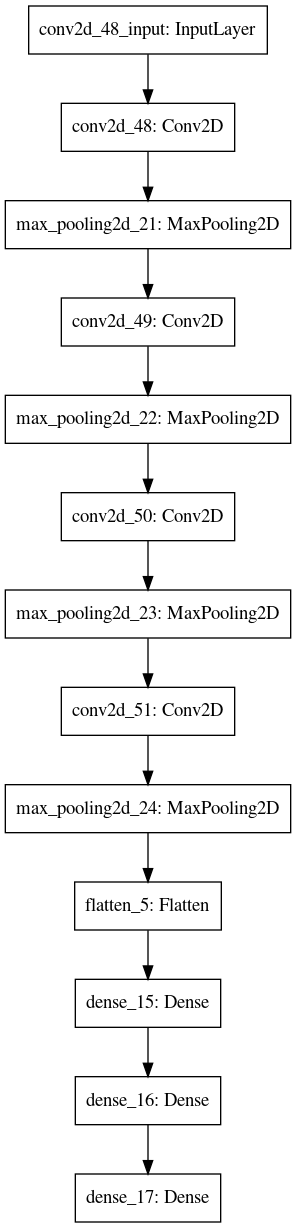 conv2d_48_input: InputLayer
conv2d_48: Conv2D
max_pooling2d_21: MaxPooling2D
conv2d_49: Conv2D
max_pooling2d_22: MaxPooling2D
conv2d_50: Conv2D
max_pooling2d_23: MaxPooling2D
conv2d_51: Conv2D
max_pooling2d_24: MaxPooling2D
flatten_5: Flatten
dense_15: Dense
dense_16: Dense
dense_17: Dense